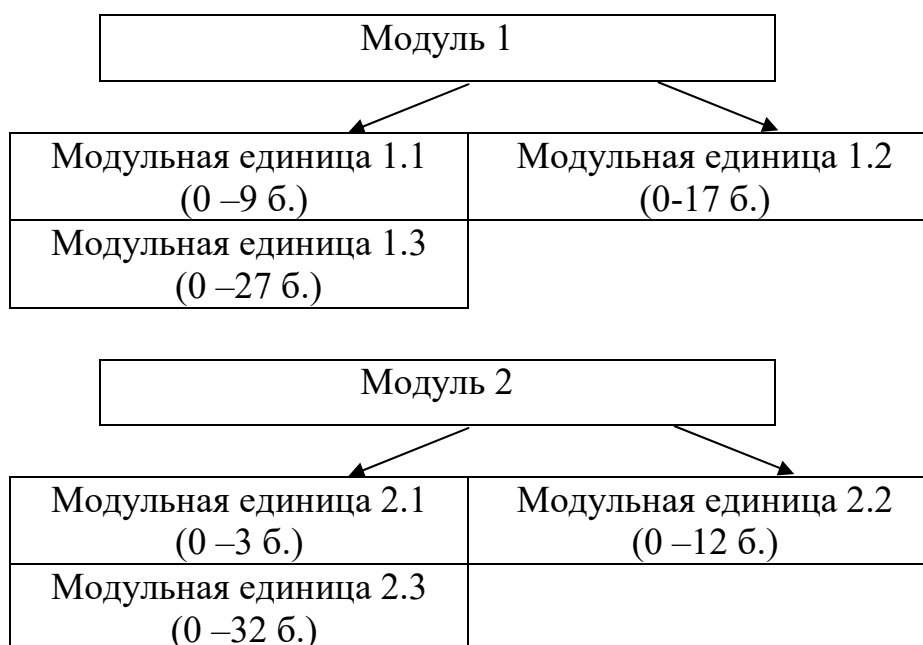 Модуль 1
Модульная единица 1.1
(0 –9 б.)
Модульная единица 1.2
(0-17 б.)
Модульная единица 1.3
(0 –27 б.)
Модуль 2
Модульная единица 2.1
(0 –3 б.)
Модульная единица 2.2
(0 –12 б.)
Модульная единица 2.3
(0 –32 б.)